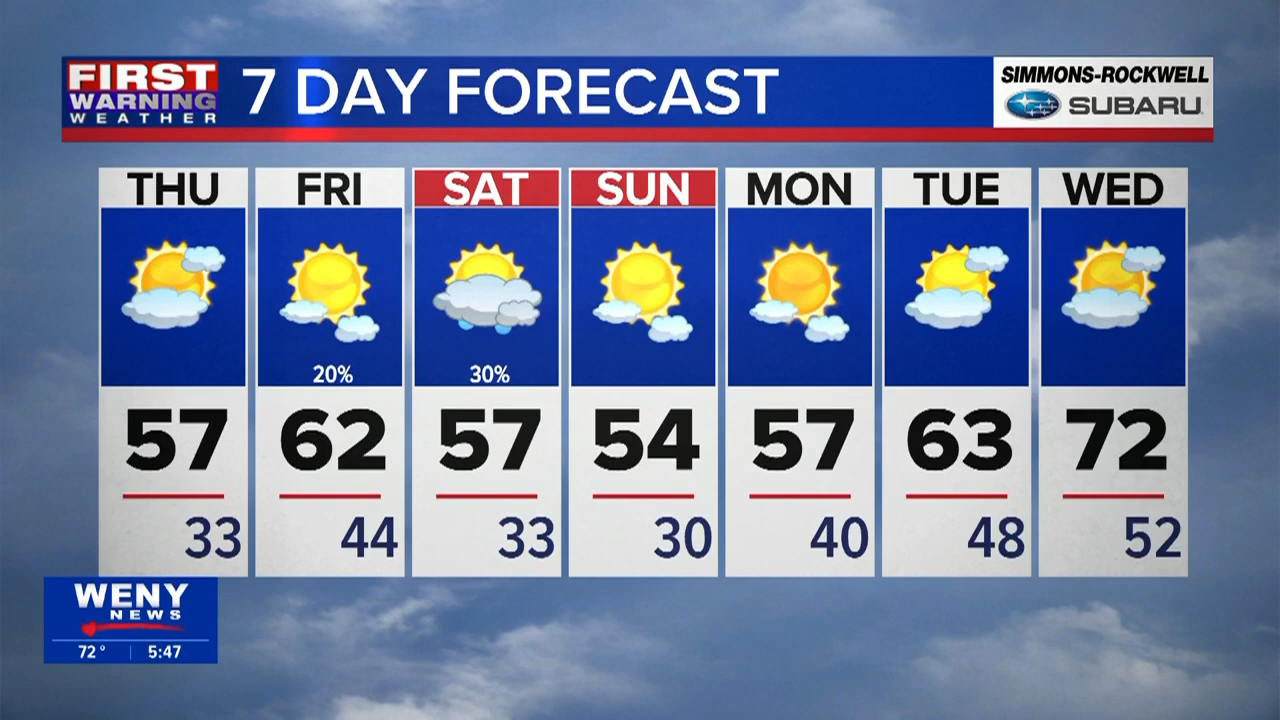 FIRST
WARNING
WEATHER
7 DAY FORECAST
SIMMONS-ROCKWELL
SUBARU
THU FRI SAT SUN MON TUE WED
20% 30%
57 62 57 54 57 63 72
33 44 33 30 40 48 52
WENY
NEWS
72° | 5:47